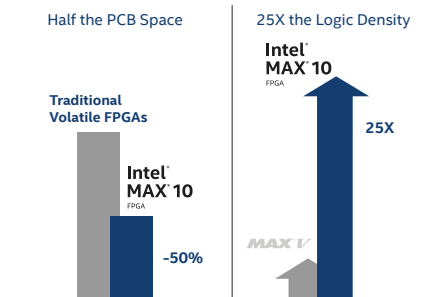 Half the PCB Space
Traditional
Volatile FPGAs
Intel®
MAX® 10
FPGA
-50%
25X the Logic Density
Intel®
MAX® 10
FPGA
25X
MAX V